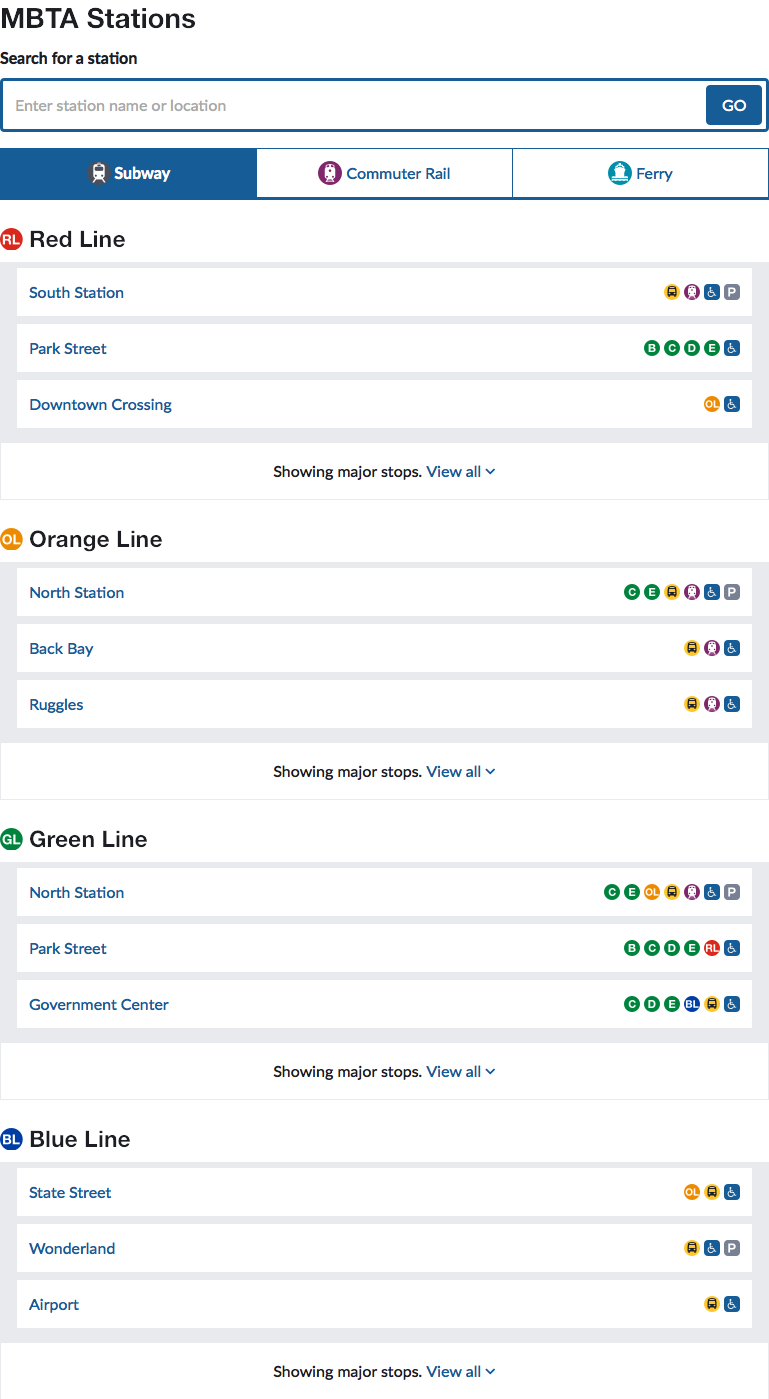 MBTA Stations
Search for a station
Enter station name or location GO
Subway Commuter Rail Ferry
RL Red Line
South Station P
Park Street B C D E
Downtown Crossing OL
Showing major stops. View all
OL Orange Line
North Station C E P
Back Bay
Ruggles
Showing major stops. View all
GL Green Line
North Station C E OL P
Park Street B C D E RL
Government Center C D E BL
Showing major stops. View all
BL Blue Line
State Street OL
Wonderland P
Airport
Showing major stops. View all